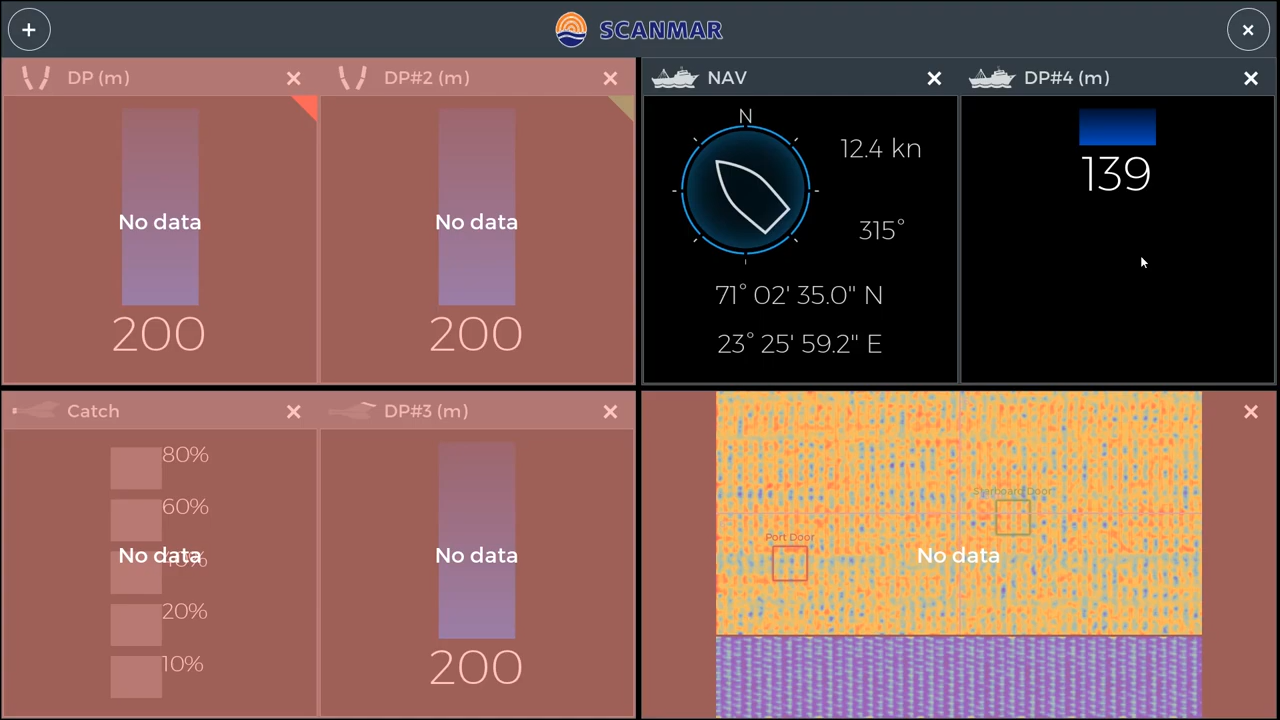 SCANMAR
DP (m)
DP#2 (m)
NAV
DP#4 (m)
No data
200
No data
200
N
12.4 kn
315°
71° 02' 35.0" N
23° 25' 59.2" E
139
Catch
DP#3 (m)
80%
60%
No data
40%
20%
10%
No data
200
Starboard Door
Port Door
No data